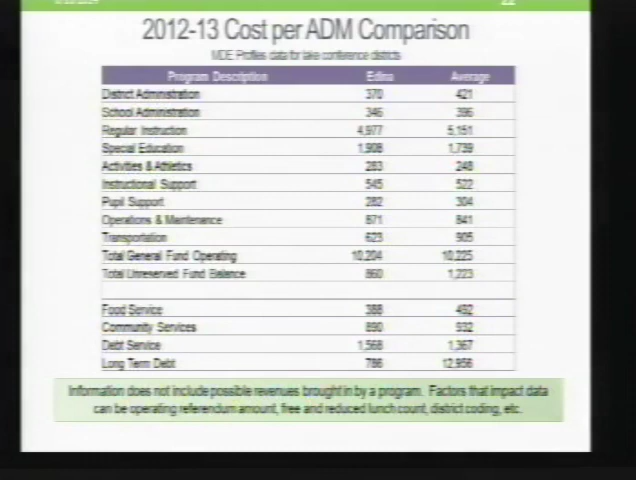 22
2012-13 Cost per ADM Comparison
MDE Profiles data for lake conference districts
Program Description Edina Average
District Administration 370 421
School Administration 346 396
Regular Instruction 4,977 5,151
Special Education 1,908 1,739
Activities & Athletics 283 248
Instructional Support 545 522
Pupil Support 282 304
Operations & Maintenance 871 841
Transportation 623 905
Total General Fund Operating 10,204 10,225
Total Unreserved Fund Balance 860 1,223
Food Service 388 492
Community Services 890 932
Debt Service 1,568 1,367
Long Term Debt 786 12,956
Information does not include possible revenues brought in by a program. Factors that impact data
can be operating referendum amount, free and reduced lunch count, district coding, etc.